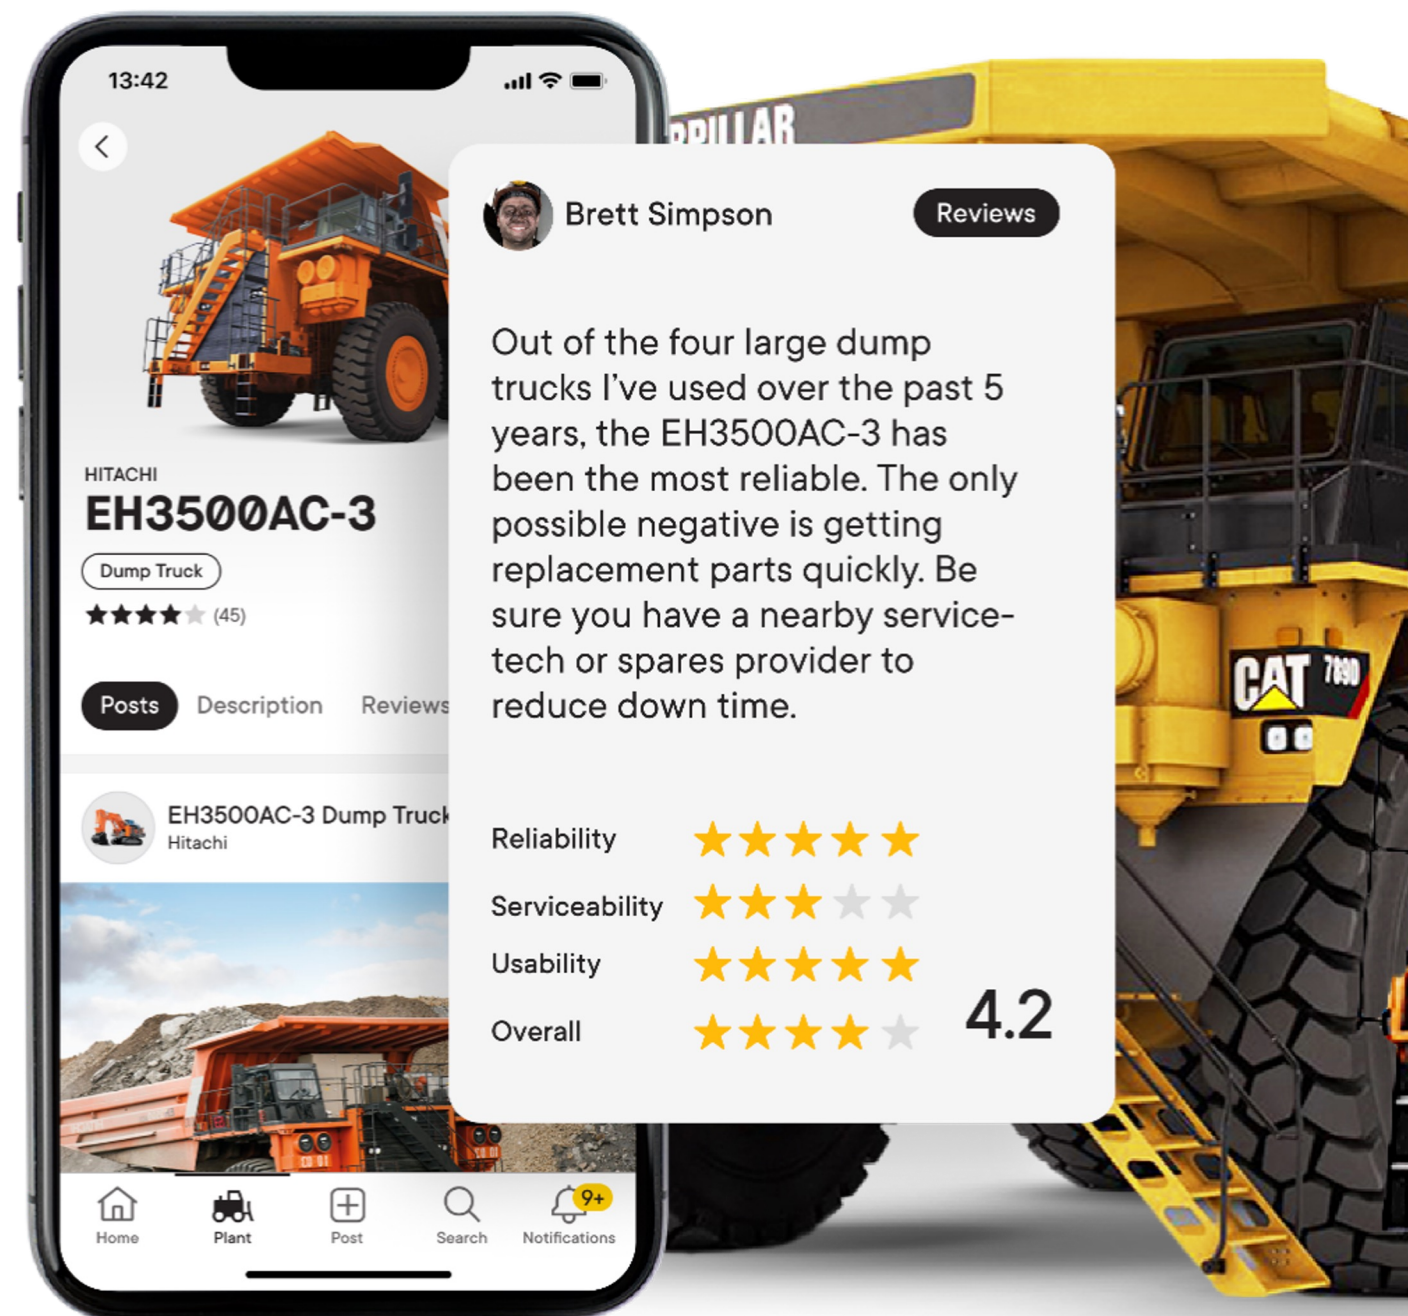 13:42
HITACHI
EH3500AC-3
Dump Truck
(45)
Posts
Description
Reviews
EH3500AC-3 Dump Truck
Hitachi
Home
Plant
Post
Search
9+
Notifications
Brett Simpson
Reviews
Out of the four large dump
trucks I’ve used over the past 5
years, the EH3500AC-3 has
been the most reliable. The only
possible negative is getting
replacement parts quickly. Be
sure you have a nearby service-
tech or spares provider to
reduce down time.
Reliability
Serviceability
Usability
Overall
4.2
CAT
789D